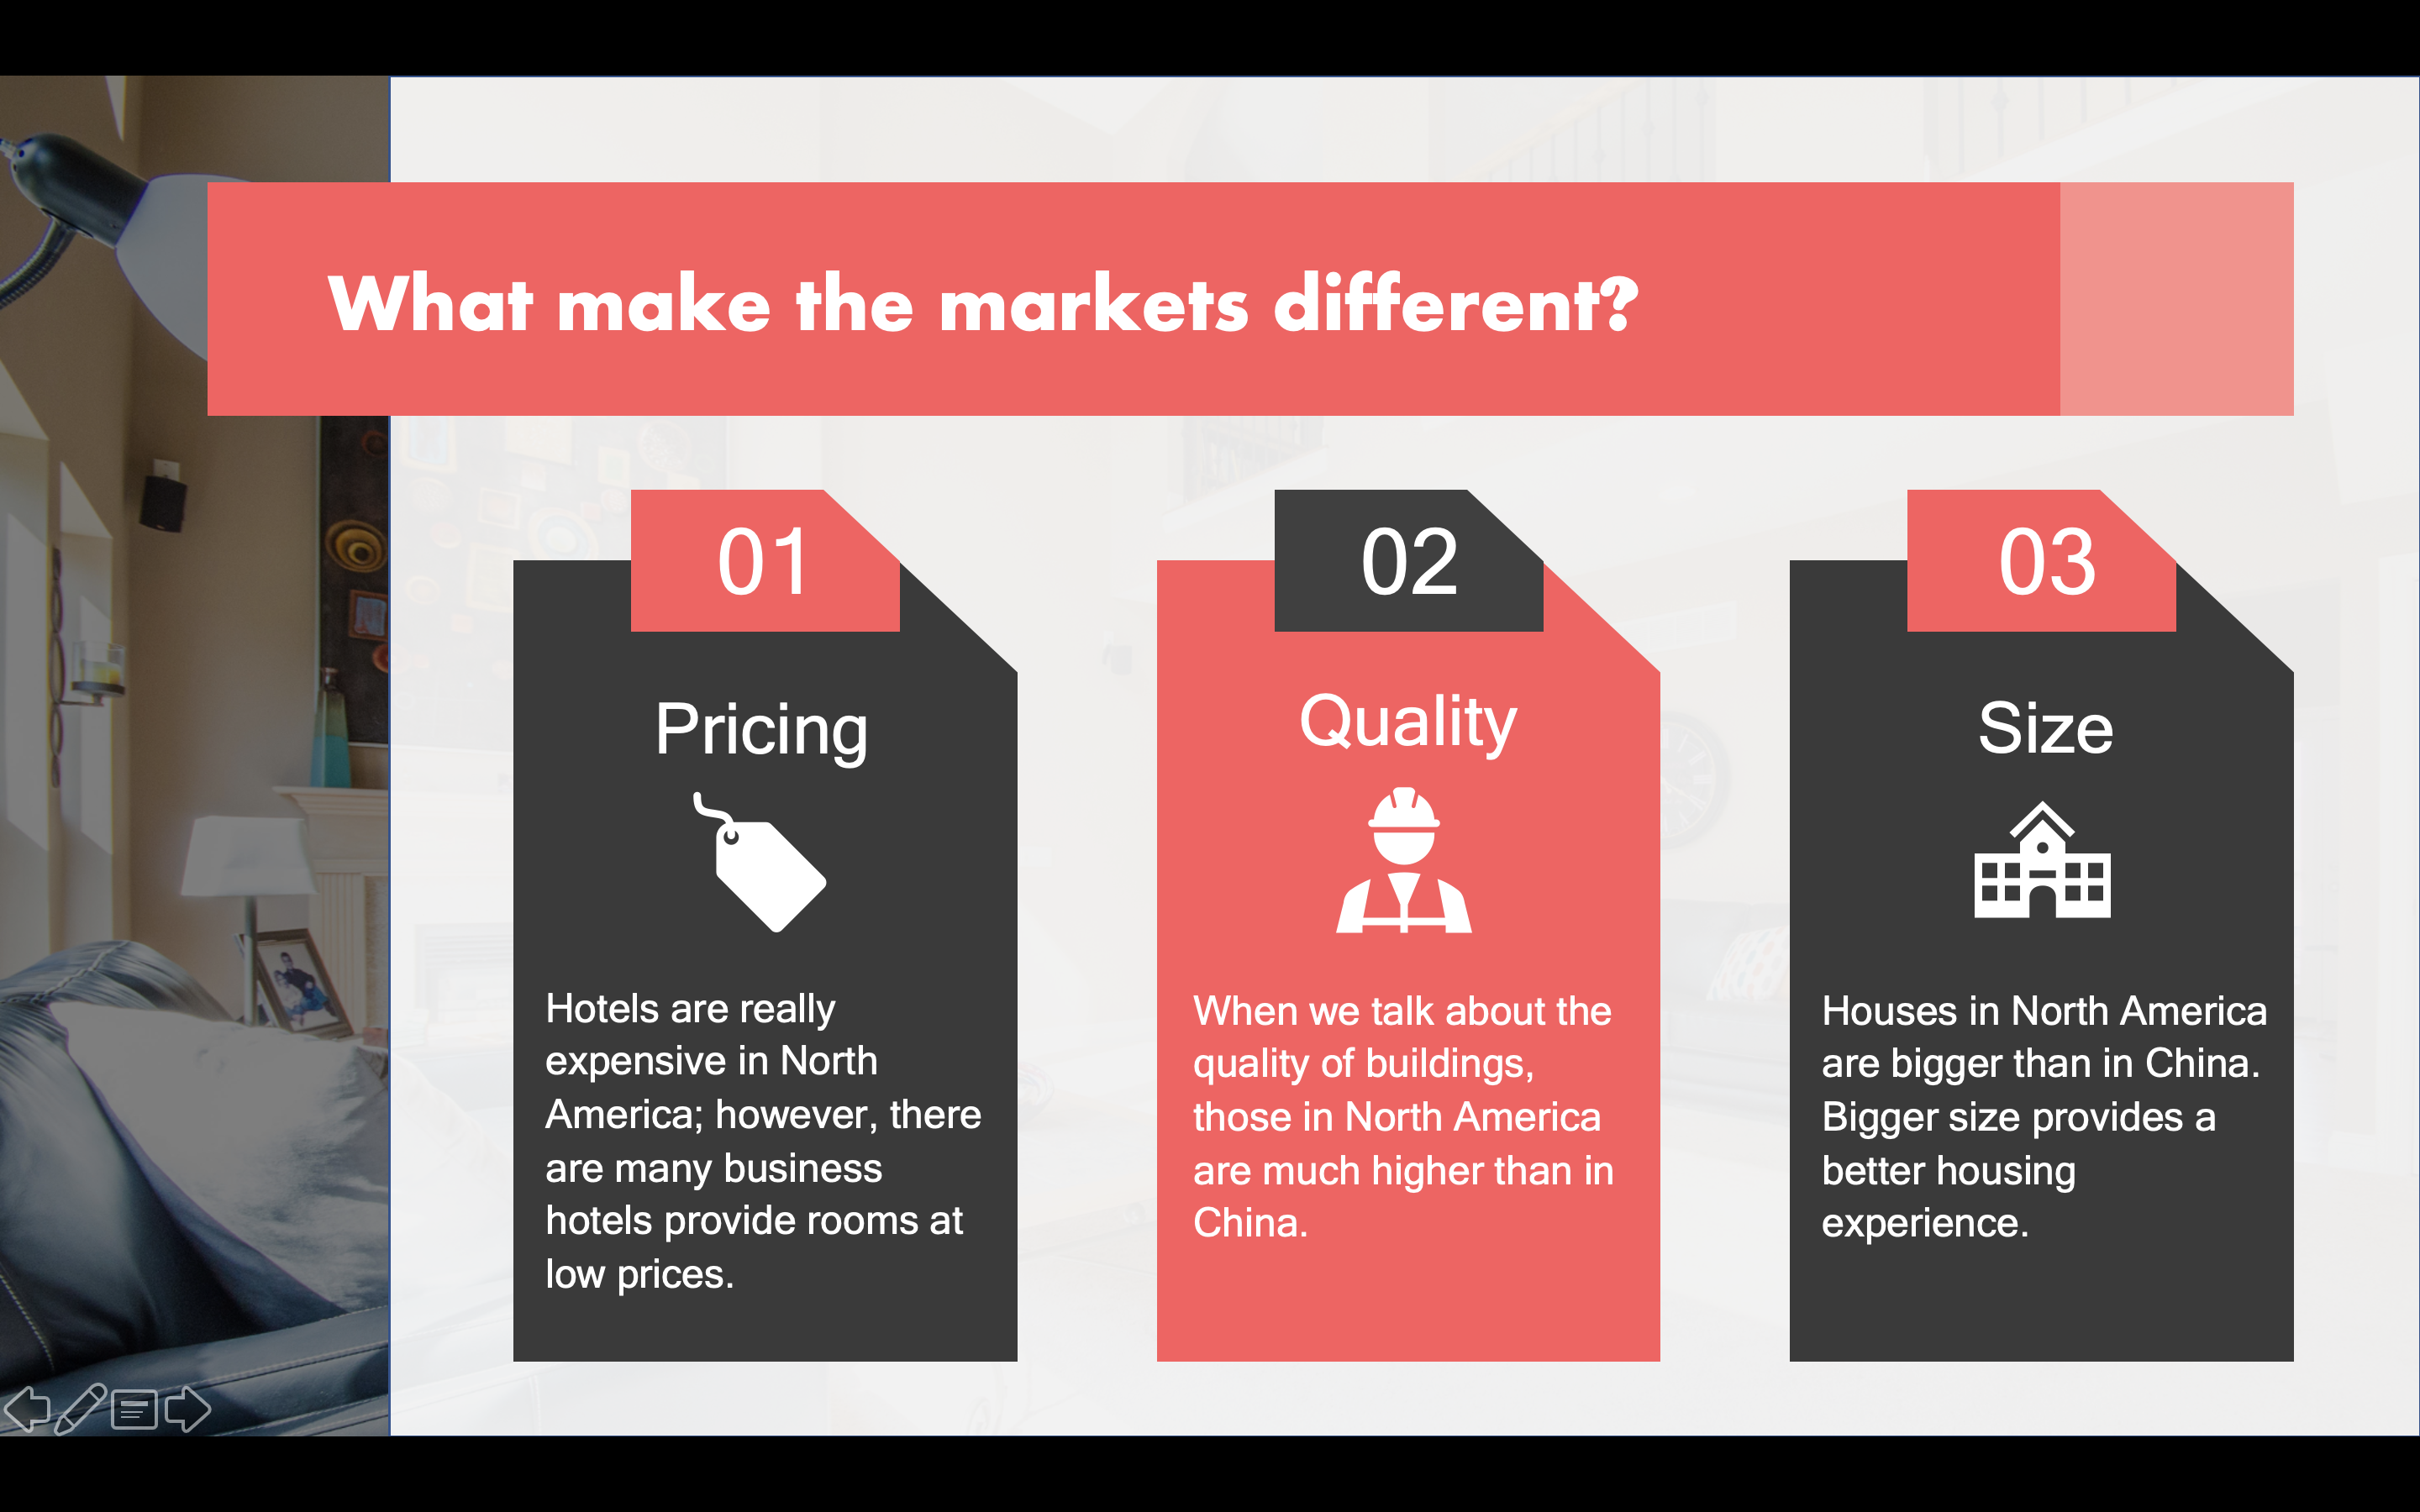 What make the markets different?
01
Pricing
Hotels are really
expensive in North
America; however, there
are many business
hotels provide rooms at
low prices.
02
Quality
When we talk about the
quality of buildings,
those in North America
are much higher than in
China.
03
Size
Houses in North America
are bigger than in China.
Bigger size provides a
better housing
experience.